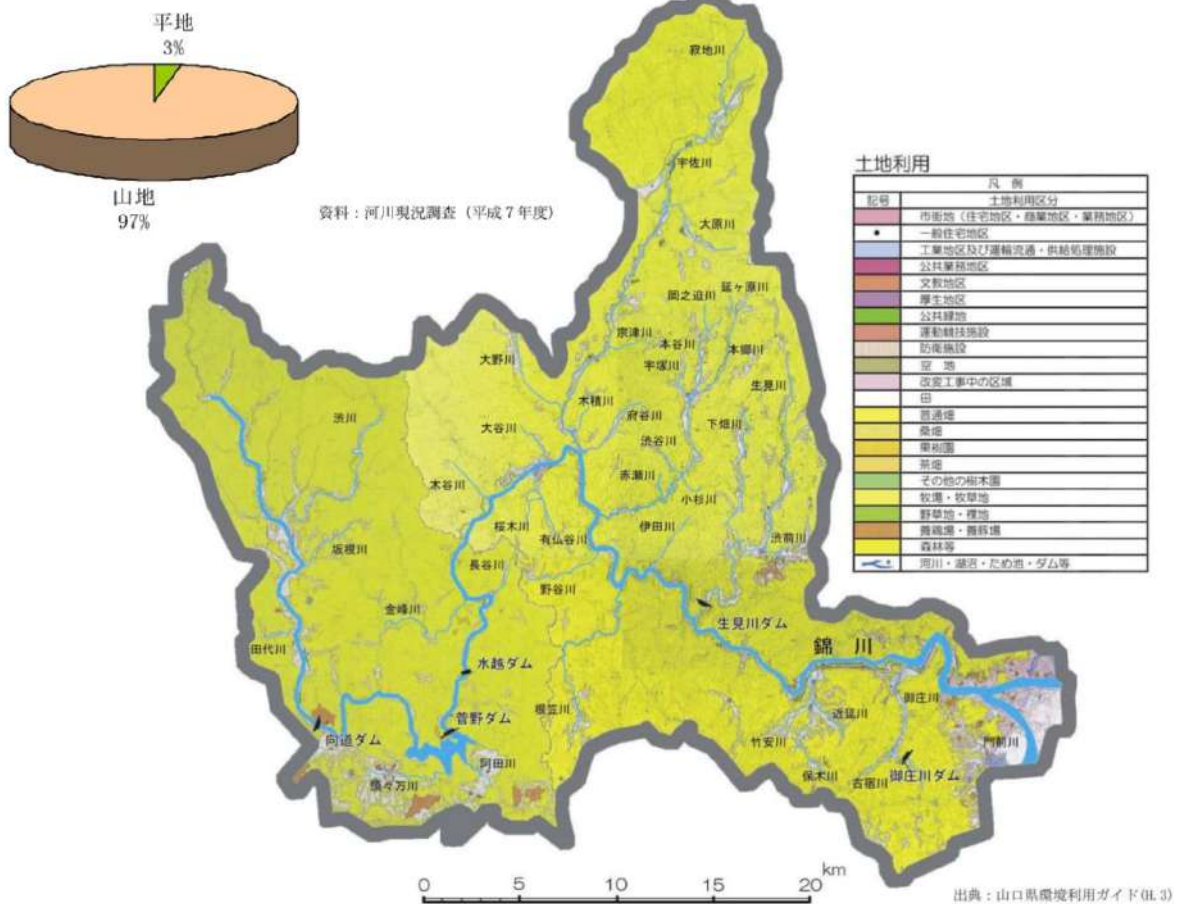 平地
3%
山地
97%
資料：河川現況調査（平成7年度）
土地利用
凡例
記号
土地利用区分
市街地（住宅地区・商業地区・業務地区）
一般住宅地区
工業地区及び運輸流通・供給処理施設
公共業務地区
文教地区
厚生地区
公共緑地
運動競技施設
防衛施設
空地
改変工事中の区域
田
普通畑
桑畑
果樹園
茶畑
その他の樹木園
牧場・牧草地
野草地・裸地
養鶏場・養豚場
森林等
河川・湖沼・ため池・ダム等
寂地川
宇佐川
大原川
岡之迫川
延ヶ原川
宗津川
本谷川
本郷川
大野川
宇塚川
生見川
木積川
渋川
府谷川
下畑川
大谷川
渋谷川
赤瀬川
木谷川
小杉川
桜木川
伊田川
有仏谷川
渋前川
坂根川
長谷川
野谷川
金峰川
生見川ダム
錦川
田代川
水越ダム
御庄川
根笠川
近延川
菅野ダム
向道ダム
竹安川
門前川
阿田川
保木川
古宿川
御庄川ダム
須々万川
0 5 10 15 20 km
出典：山口県環境利用ガイド(H.3)